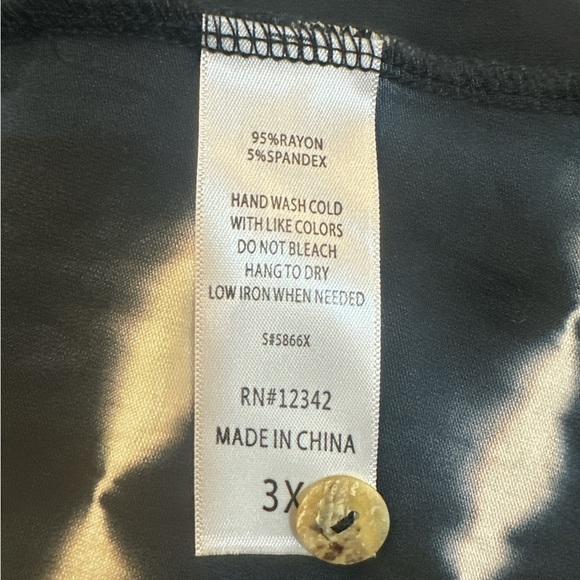 95%RAYON
5%SPANDEX
HAND WASH COLD
WITH LIKE COLORS
DO NOT BLEACH
HANG TO DRY
LOW IRON WHEN NEEDED
S#5866X
RN#12342
MADE IN CHINA
3X